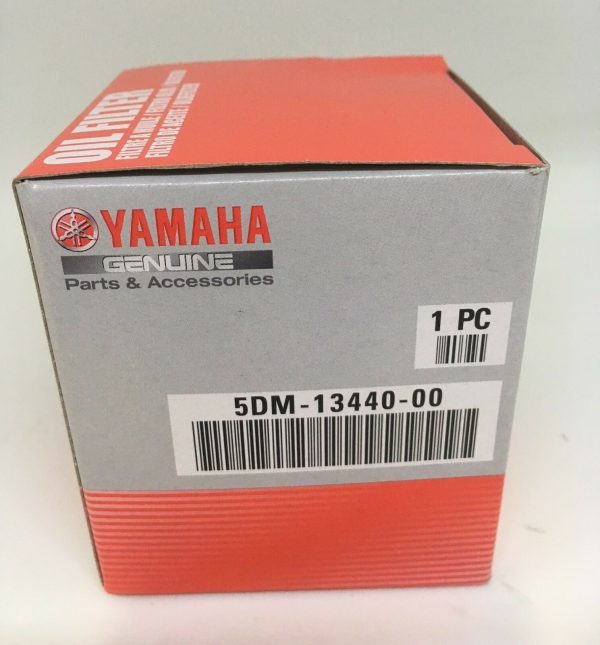 OIL FILTER
YAMAHA
GENUINE
Parts & Accessories
1 PC
5DM-13440-00